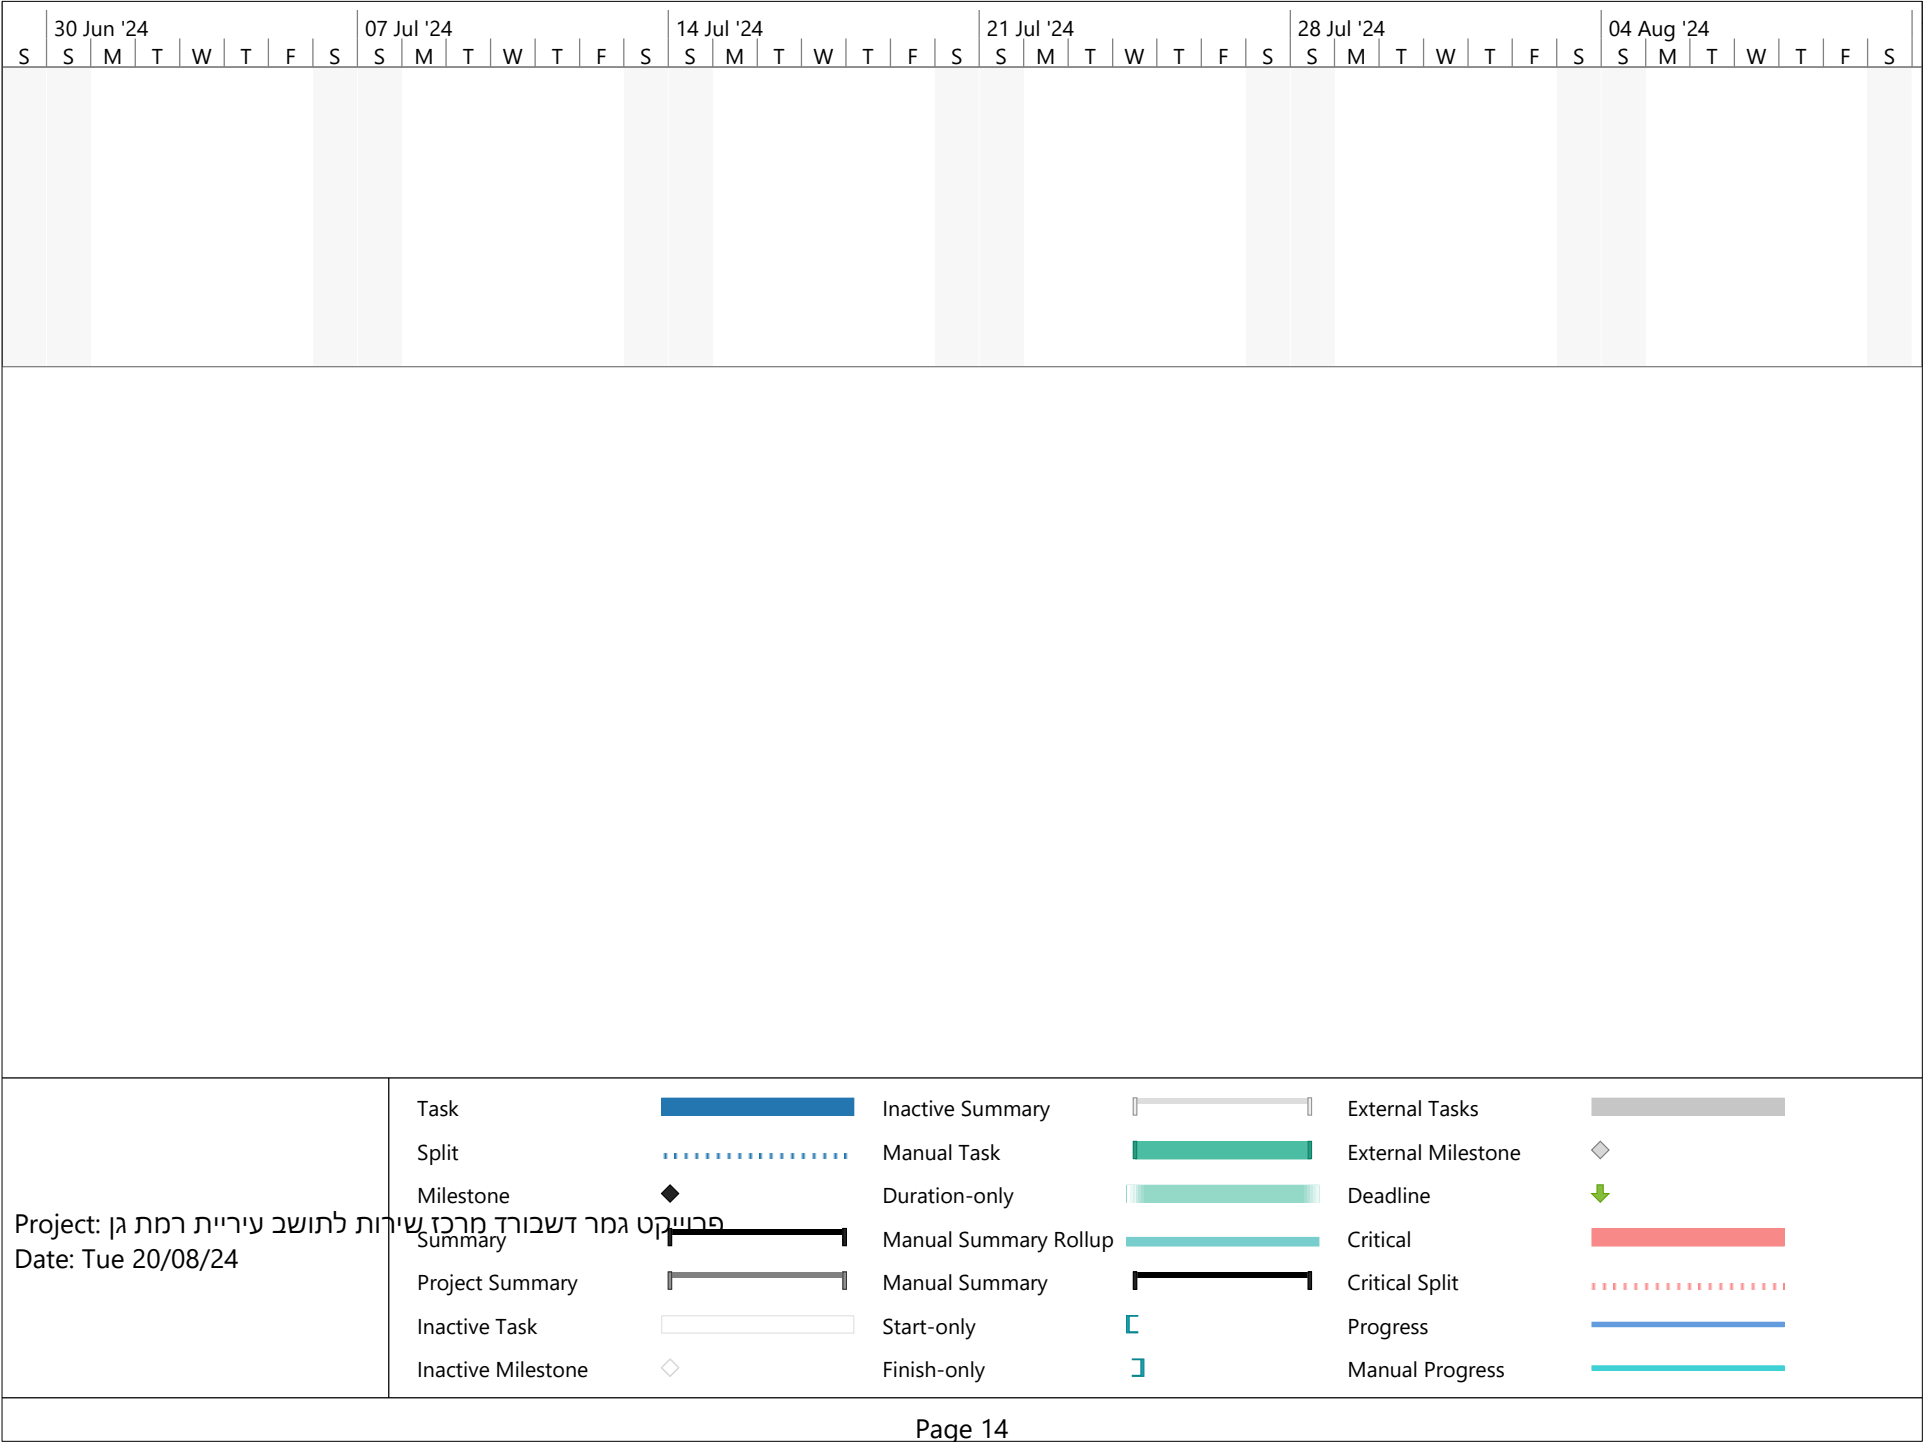 30 Jun '24 07 Jul '24 14 Jul '24 21 Jul '24 28 Jul '24 04 Aug '24
S S M T W T F S S M T W T F S S M T W T F S S M T W T F S S M T W T F S S M T W T F S
Task Inactive Summary External Tasks
Split Manual Task External Milestone
Milestone Duration-only Deadline
Project: פרוייקט גמר דשבורד מרכז שירות לתושב עיריית רמת גן
Date: Tue 20/08/24
Summary Manual Summary Rollup Critical
Project Summary Manual Summary Critical Split
Inactive Task Start-only Progress
Inactive Milestone Finish-only Manual Progress
Page 14